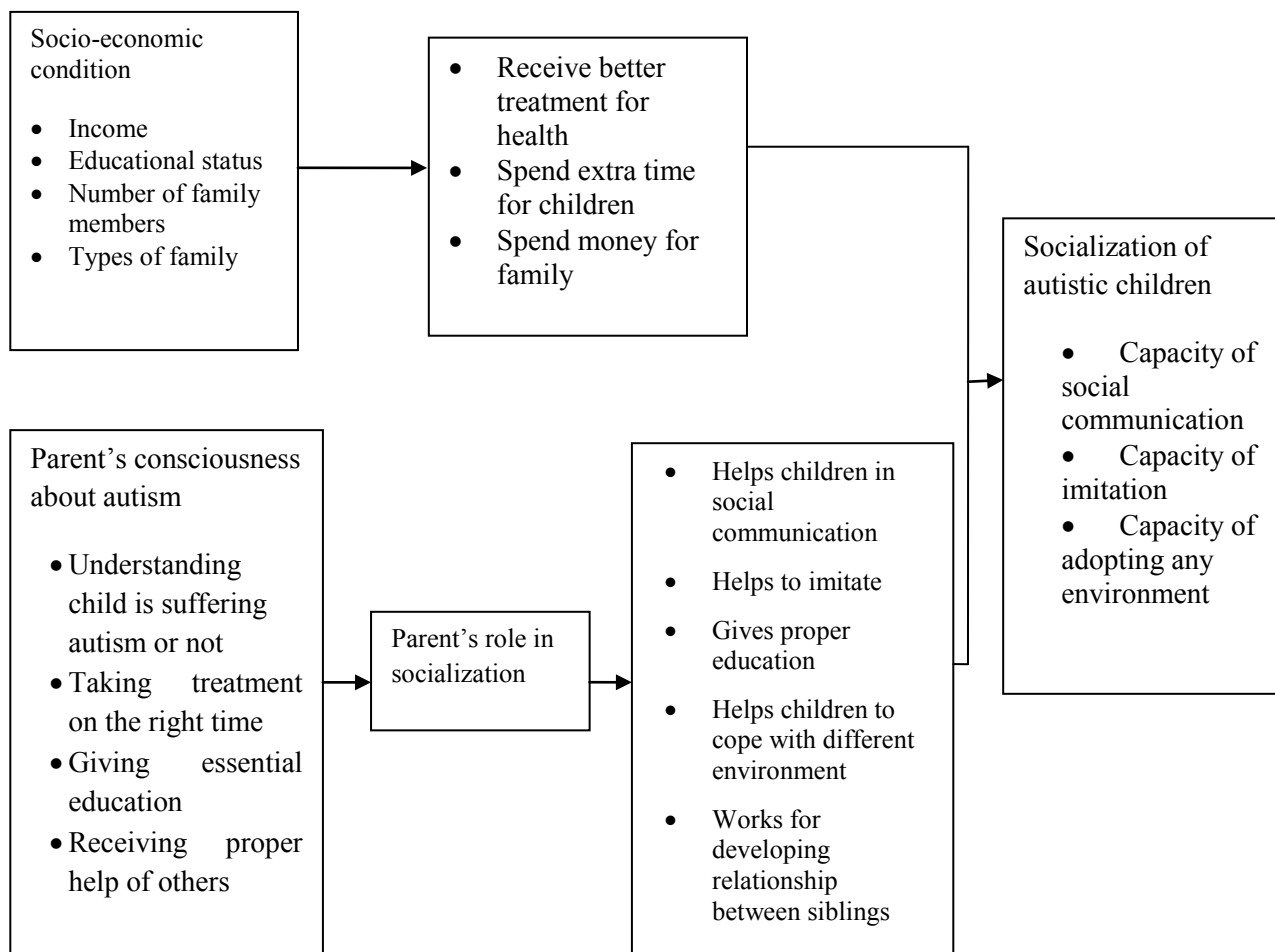 Socio-economic
condition
• Income
• Educational status
• Number of family
members
• Types of family
• Receive better
treatment for
health
• Spend extra time
for children
• Spend money for
family
Socialization of
autistic children
• Capacity of
social
communication
• Capacity of
imitation
• Capacity of
adopting any
environment
Parent’s consciousness
about autism
• Understanding
child is suffering
autism or not
• Taking treatment
on the right time
• Giving essential
education
• Receiving proper
help of others
Parent’s role in
socialization
• Helps children in
social
communication
• Helps to imitate
• Gives proper
education
• Helps children to
cope with different
environment
• Works for
developing
relationship
between siblings